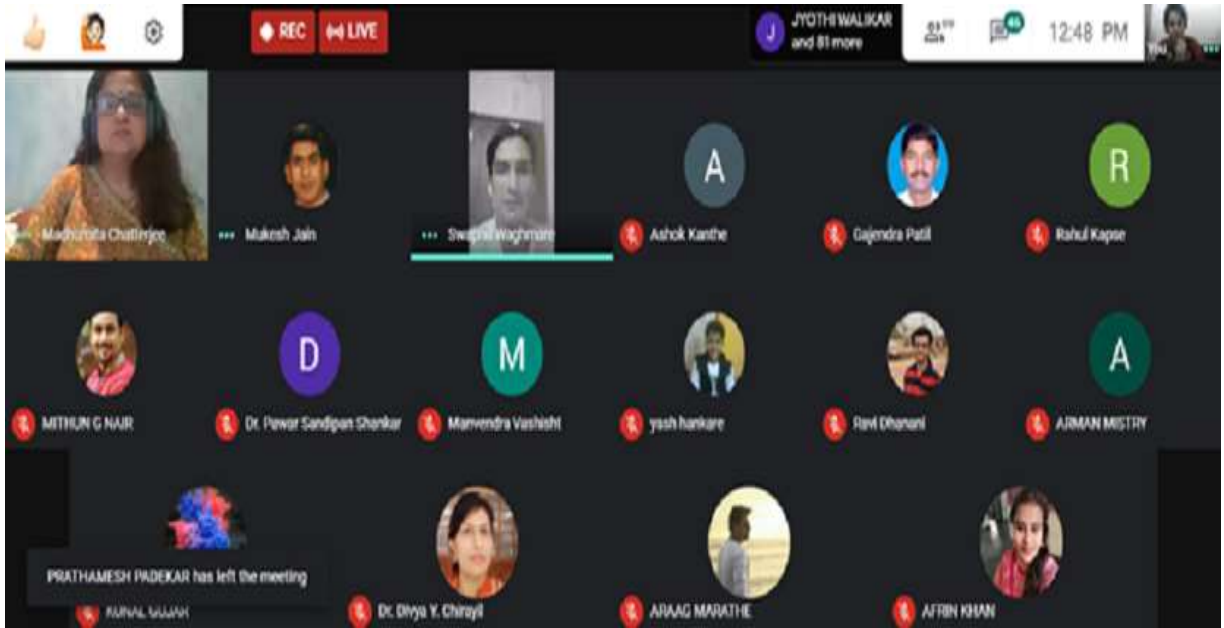 REC
LIVE
J
JYOTHI WALIKAR
and 81 more
46
12:48 PM
You
Madhumita Chatterjee
Mukesh Jain
Swapnil Waghmare
A
Ashok Kanthe
Gajendra Patil
R
Rahul Kapse
MITHUN G NAIR
D
Dr. Pawar Sandipan Shankar
M
Manvendra Vashisht
yash hankare
Ravi Dhanani
A
ARMAN MISTRY
PRATHAMESH PADEKAR has left the meeting
KUNAL GUJAR
Dr. Divya Y. Chirayil
ARAAG MARATHE
AFRIN KHAN